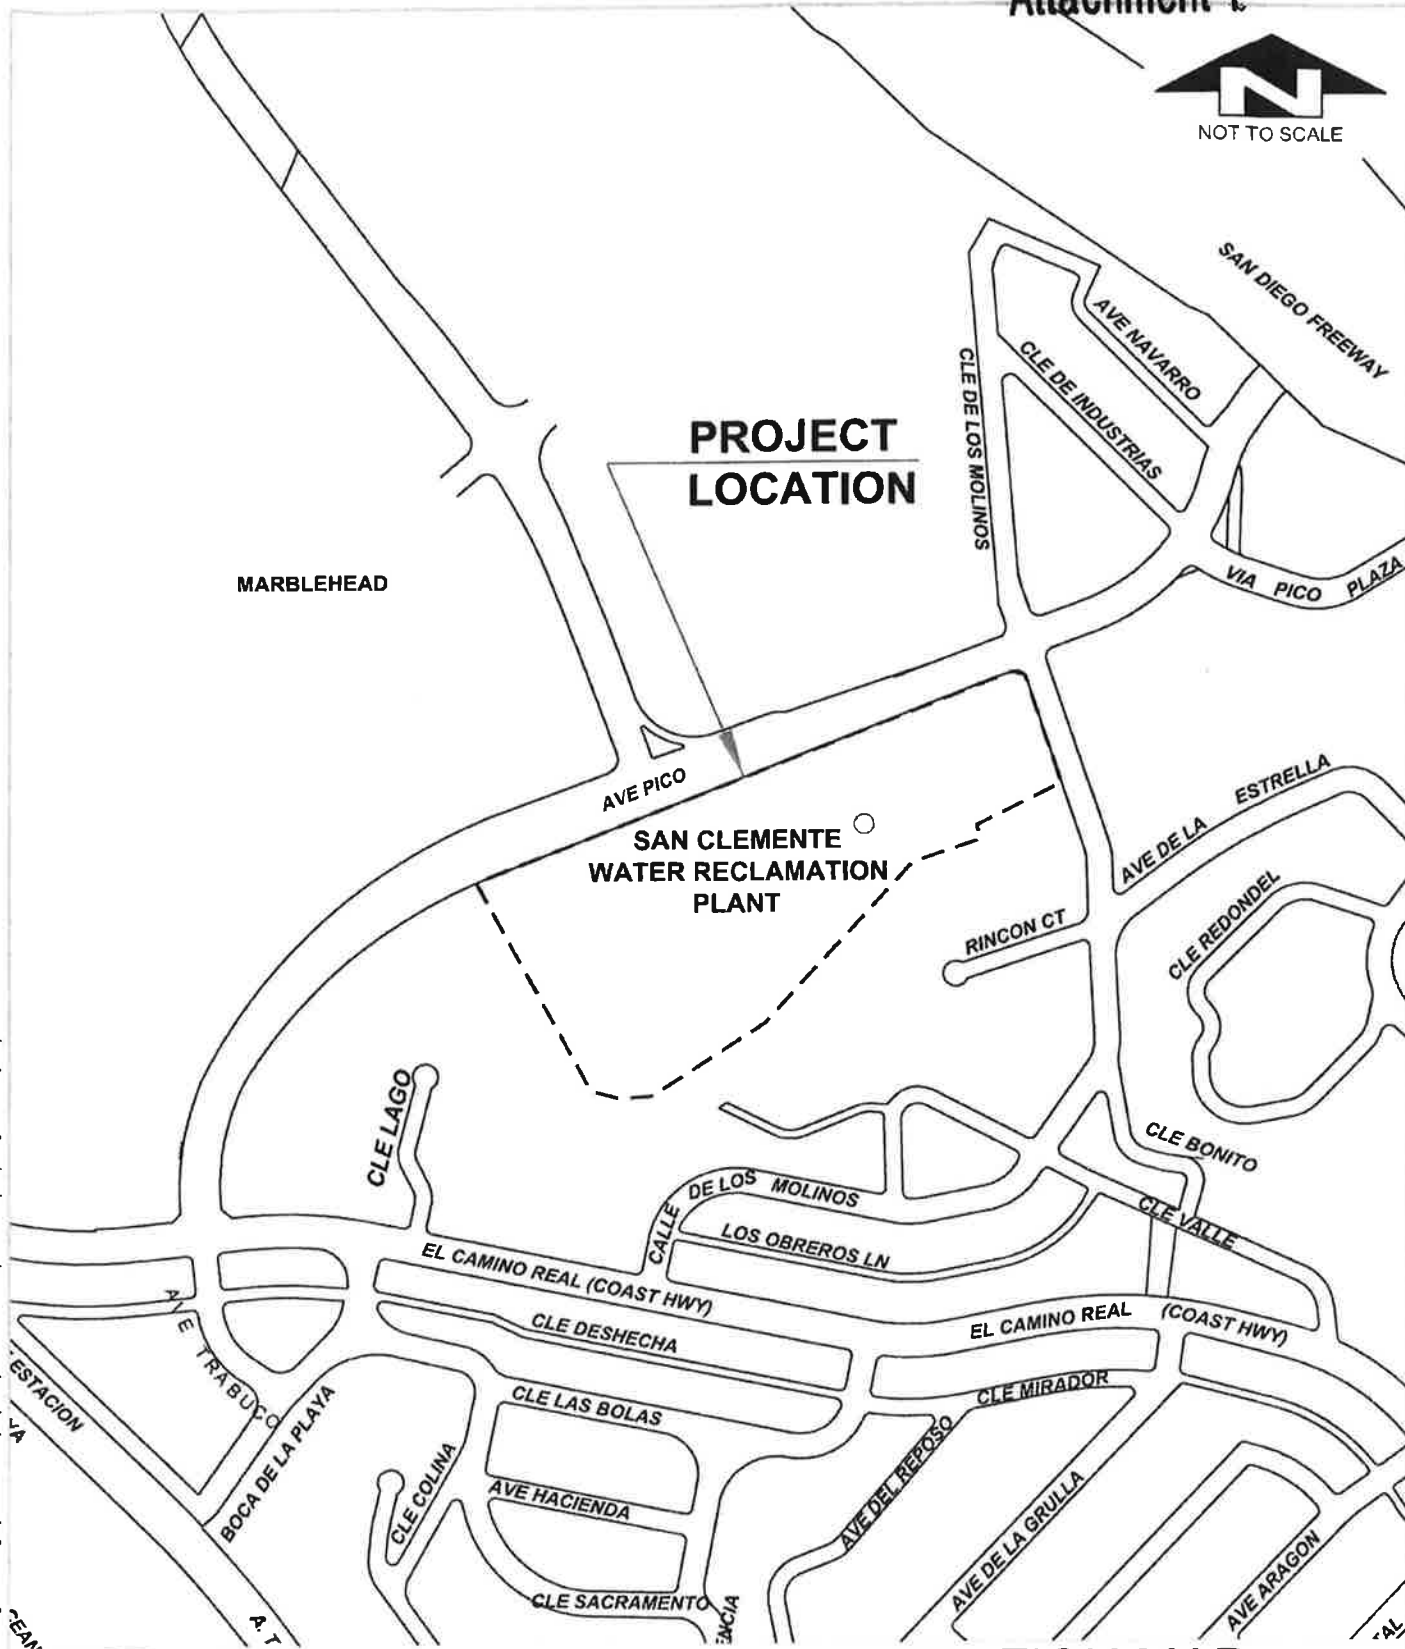 Attachment
N
NOT TO SCALE
SAN DIEGO FREEWAY
AVE NAVARRO
CLE DE INDUSTRIAS
CLE DE LOS MOLINOS
PROJECT
LOCATION
MARBLEHEAD
VIA PICO PLAZA
AVE PICO
SAN CLEMENTE
WATER RECLAMATION
PLANT
AVE DE LA ESTRELLA
CLE REDONDEL
RINCON CT
CLE LAGO
CLE BONITO
CALLE DE LOS MOLINOS
CLE VALLE
LOS OBREROS LN
EL CAMINO REAL (COAST HWY)
EL CAMINO REAL (COAST HWY)
CLE DESHECHA
AVE TRABUCO
ESTACION
YA
BOCA DE LA PLAYA
CLE LAS BOLAS
CLE MIRADOR
CLE COLINA
AVE HACIENDA
AVE DEL REPOSO
AVE DE LA GRULLA
AVE ARAGON
CLE SACRAMENTO
A. T